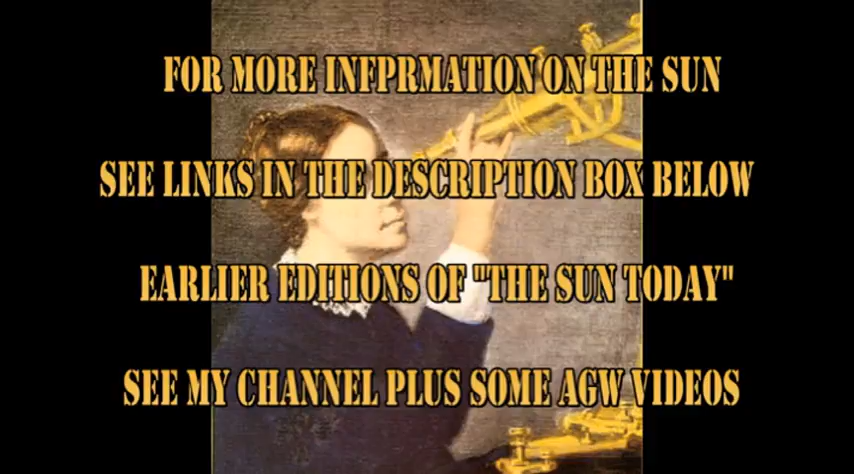 FOR MORE INFPRMATION ON THE SUN
SEE LINKS IN THE DESCRIPTION BOX BELOW
EARLIER EDITIONS OF "THE SUN TODAY"
SEE MY CHANNEL PLUS SOME AGW VIDEOS